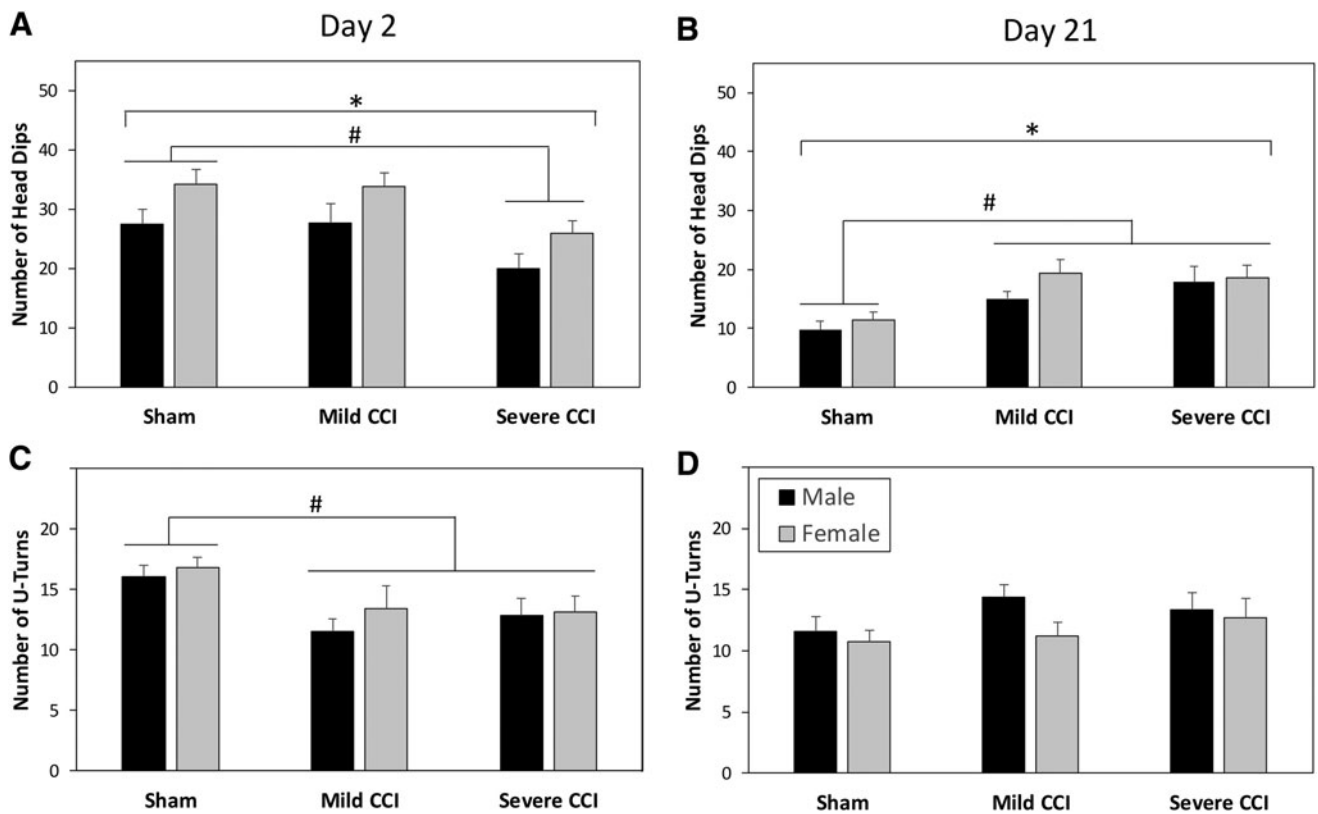 A
Day 2
Number of Head Dips
50
40
30
20
10
0
*
#
Sham
Mild CCI
Severe CCI
B
Day 21
Number of Head Dips
50
40
30
20
10
0
*
#
Sham
Mild CCI
Severe CCI
C
Number of U-Turns
20
15
10
5
0
#
Sham
Mild CCI
Severe CCI
D
Number of U-Turns
20
15
10
5
0
Male
Female
Sham
Mild CCI
Severe CCI